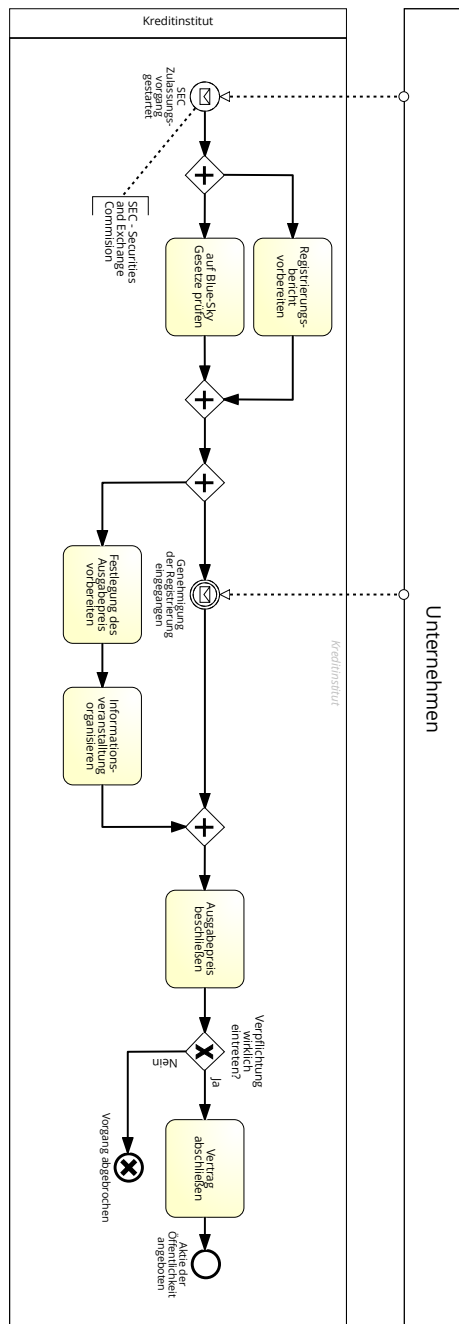 Unternehmen
Kreditinstitut
Kreditinstitut
SEC
Zulassungs-
vorgang
gestartet
SEC - Securities
and Exchange
Commision
Registrierungs-
bericht
vorbereiten
auf Blue-Sky
Gesetze prüfen
Genehmigung
der Registrierung
eingegangen
Festlegung des
Ausgabepreis
vorbereiten
Informations-
veranstalltung
organisieren
Ausgabepreis
beschließen
Verpflichtung
wirklich
eintreten?
Ja
Nein
Vertrag
abschließen
Vorgang abgebrochen
Aktie der
Öffentlichkeit
angeboten